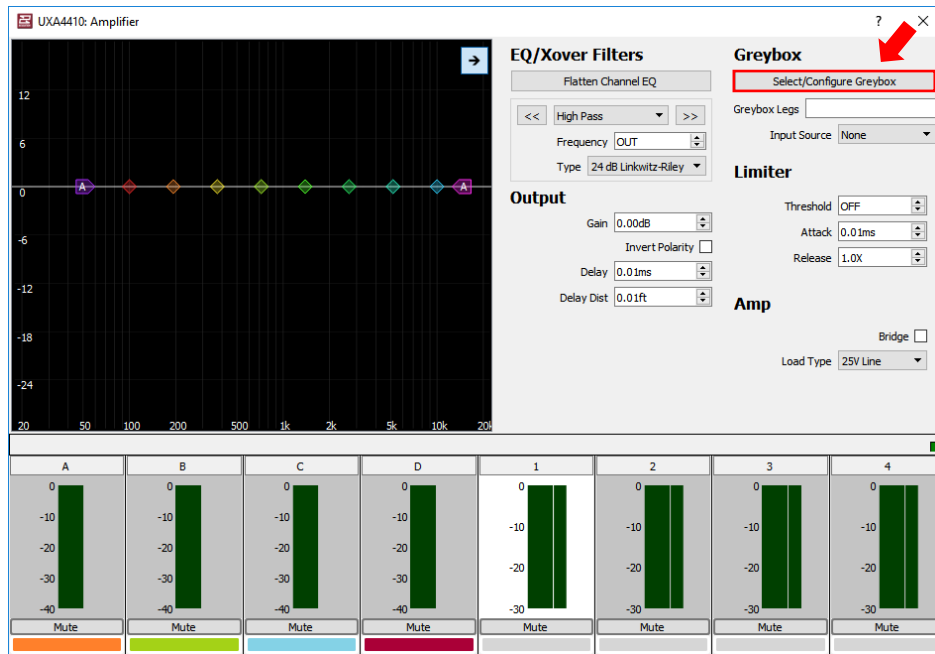 UXA4410: Amplifier
?
EQ/Xover Filters
Flatten Channel EQ
<< High Pass >>
Frequency OUT
Type 24 dB Linkwitz-Riley
Output
Gain 0.00dB
Invert Polarity
Delay 0.01ms
Delay Dist 0.01ft
Greybox
Select/Configure Greybox
Greybox Legs
Input Source None
Limiter
Threshold OFF
Attack 0.01ms
Release 1.0X
Amp
Bridge
Load Type 25V Line
12
6
0
A A
-6
-12
-18
-24
20 50 100 200 500 1k 2k 5k 10k 20k
A B C D 1 2 3 4
0 0 0 0 0 0 0 0
-10 -10 -10 -10 -10 -10 -10 -10
-20 -20 -20 -20 -20 -20 -20 -20
-30 -30 -30 -30
-40 -40 -40 -40 -30 -30 -30 -30
Mute Mute Mute Mute Mute Mute Mute Mute